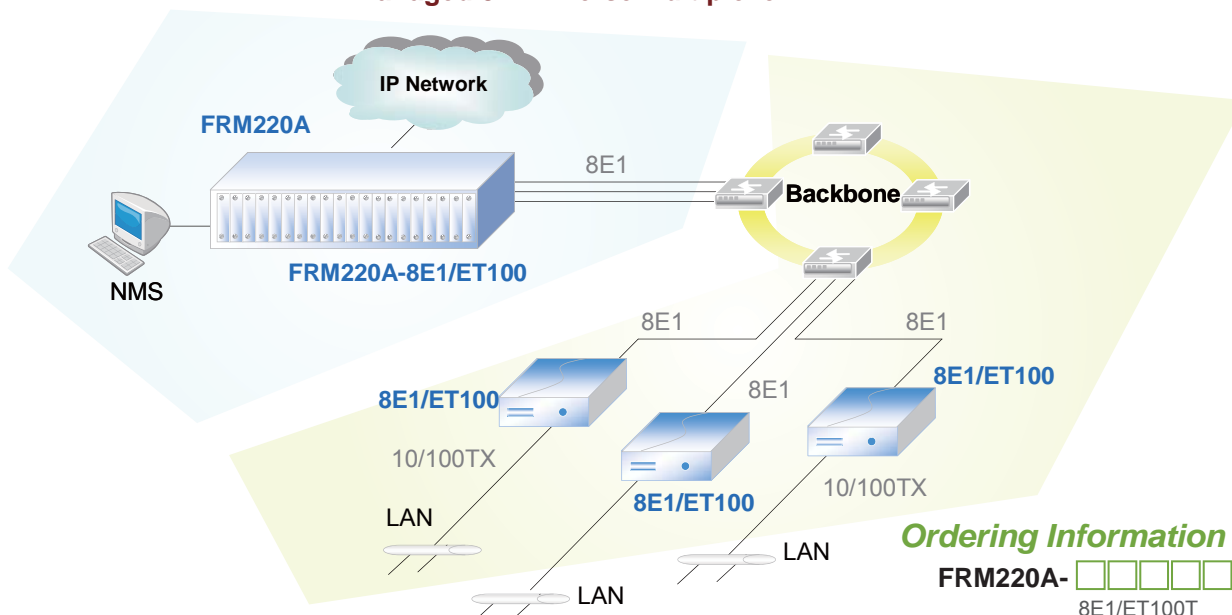 IP Network
FRM220A
8E1
Backbone
FRM220A-8E1/ET100
NMS
8E1
8E1
8E1/ET100
8E1/ET100
8E1
10/100TX
8E1/ET100
10/100TX
LAN
LAN
LAN
Ordering Information
FRM220A-
8E1/ET100T